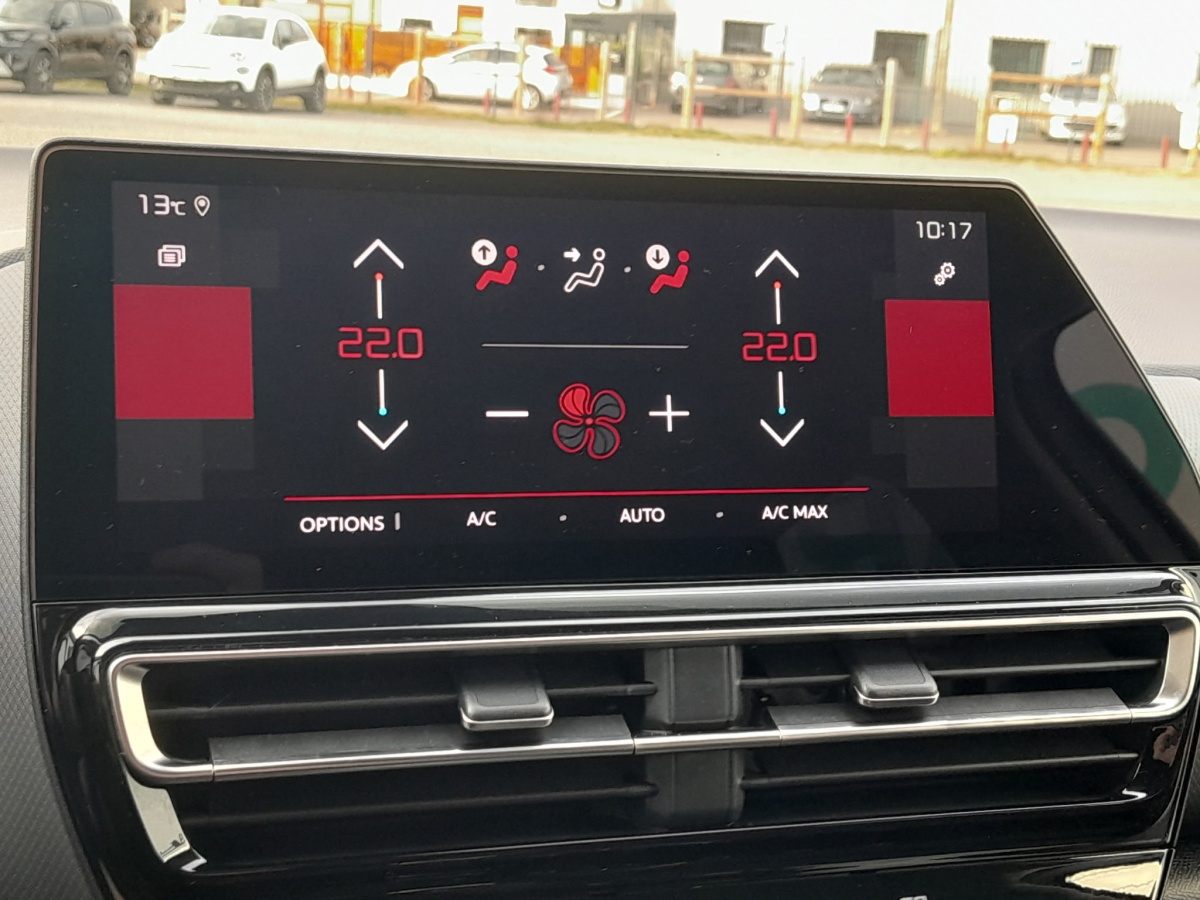 13℃
10:17
22.0
22.0
OPTIONS
A/C
AUTO
A/C MAX